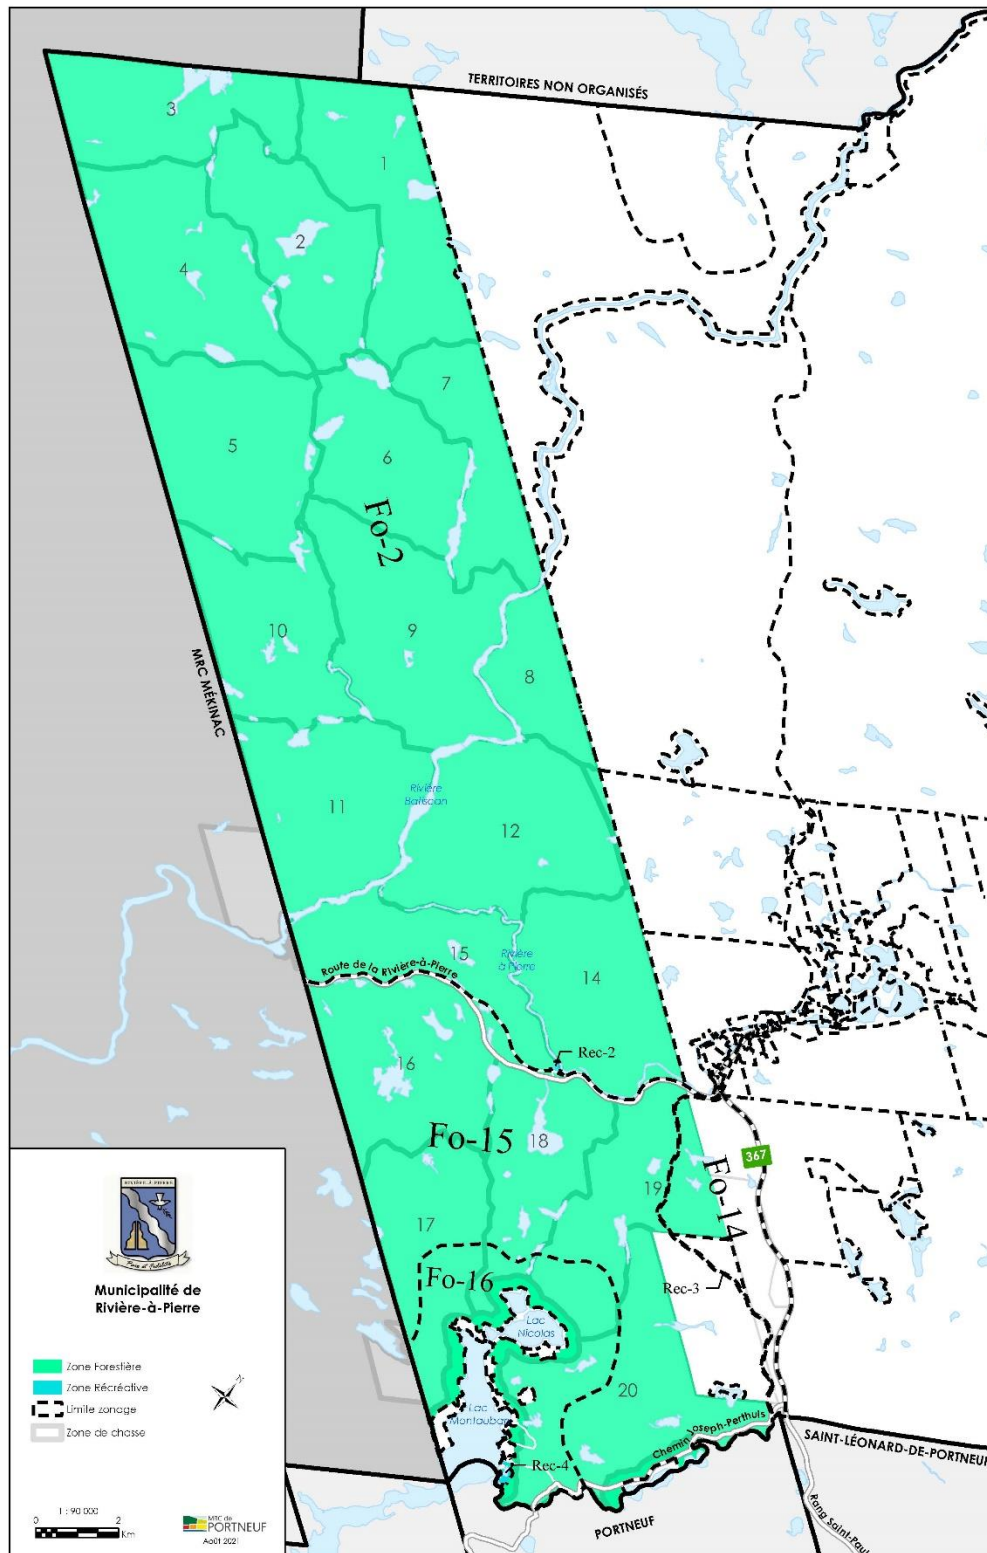 TERRITOIRES NON ORGANISÉS
3
1
2
4
7
5
6
Fo-2
10
9
8
MRC MÉKINAC
Rivière
Batiscan
11
12
15
Rivière
à Pierre
14
Route de la Rivière-à-Pierre
Rec-2
16
Fo-15
18
367
Fo-14
19
17
Fo-16
Rec-3
Lac
Nicolas
20
Lac
Montauban
Chemin Joseph-Perthuis
SAINT-LÉONARD-DE-PORTNEUF
Rec-4
PORTNEUF
Rang Saint-Paul
RIVIÈRE À PIERRE
Municipalité de
Rivière-à-Pierre
Zone Forestière
Zone Récréative
Limite zonage
Zone de chasse
1 : 90 000
0 2
Km
MRC de
PORTNEUF
Août 2021